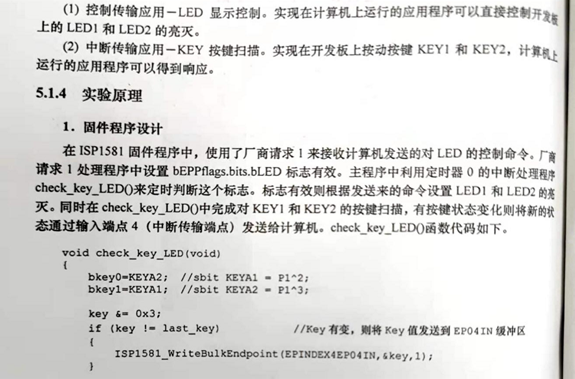 (1) 控制传输应用－LED 显示控制。实现在计算机上运行的应用程序可以直接控制开发板
上的 LED1 和 LED2 的亮灭。
(2) 中断传输应用－KEY 按键扫描。实现在开发板上按动按键 KEY1 和 KEY2，计算机上
运行的应用程序可以得到响应。
5.1.4 实验原理
1．固件程序设计
在 ISP1581 固件程序中，使用了厂商请求 1 来接收计算机发送的对 LED 的控制命令。厂商
请求 1 处理程序中设置 bEPPflags.bits.bLED 标志有效。主程序中利用定时器 0 的中断处理程序
check_key_LED()来定时判断这个标志。标志有效则根据发送来的命令设置 LED1 和 LED2 的亮
灭。同时在 check_key_LED()中完成对 KEY1 和 KEY2 的按键扫描，有按键状态变化则将新的状
态通过输入端点 4（中断传输端点）发送给计算机。check_key_LED()函数代码如下。
void check_key_LED(void)
{
bkey0=KEYA2; //sbit KEYA1 = P1^2;
bkey1=KEYA1; //sbit KEYA2 = P1^3;
key &= 0x3;
if (key != last_key) //Key 有变，则将 Key 值发送到 EP04IN 缓冲区
{
ISP1581_WriteBulkEndpoint(EPINDEX4EP04IN,&key,1);
}